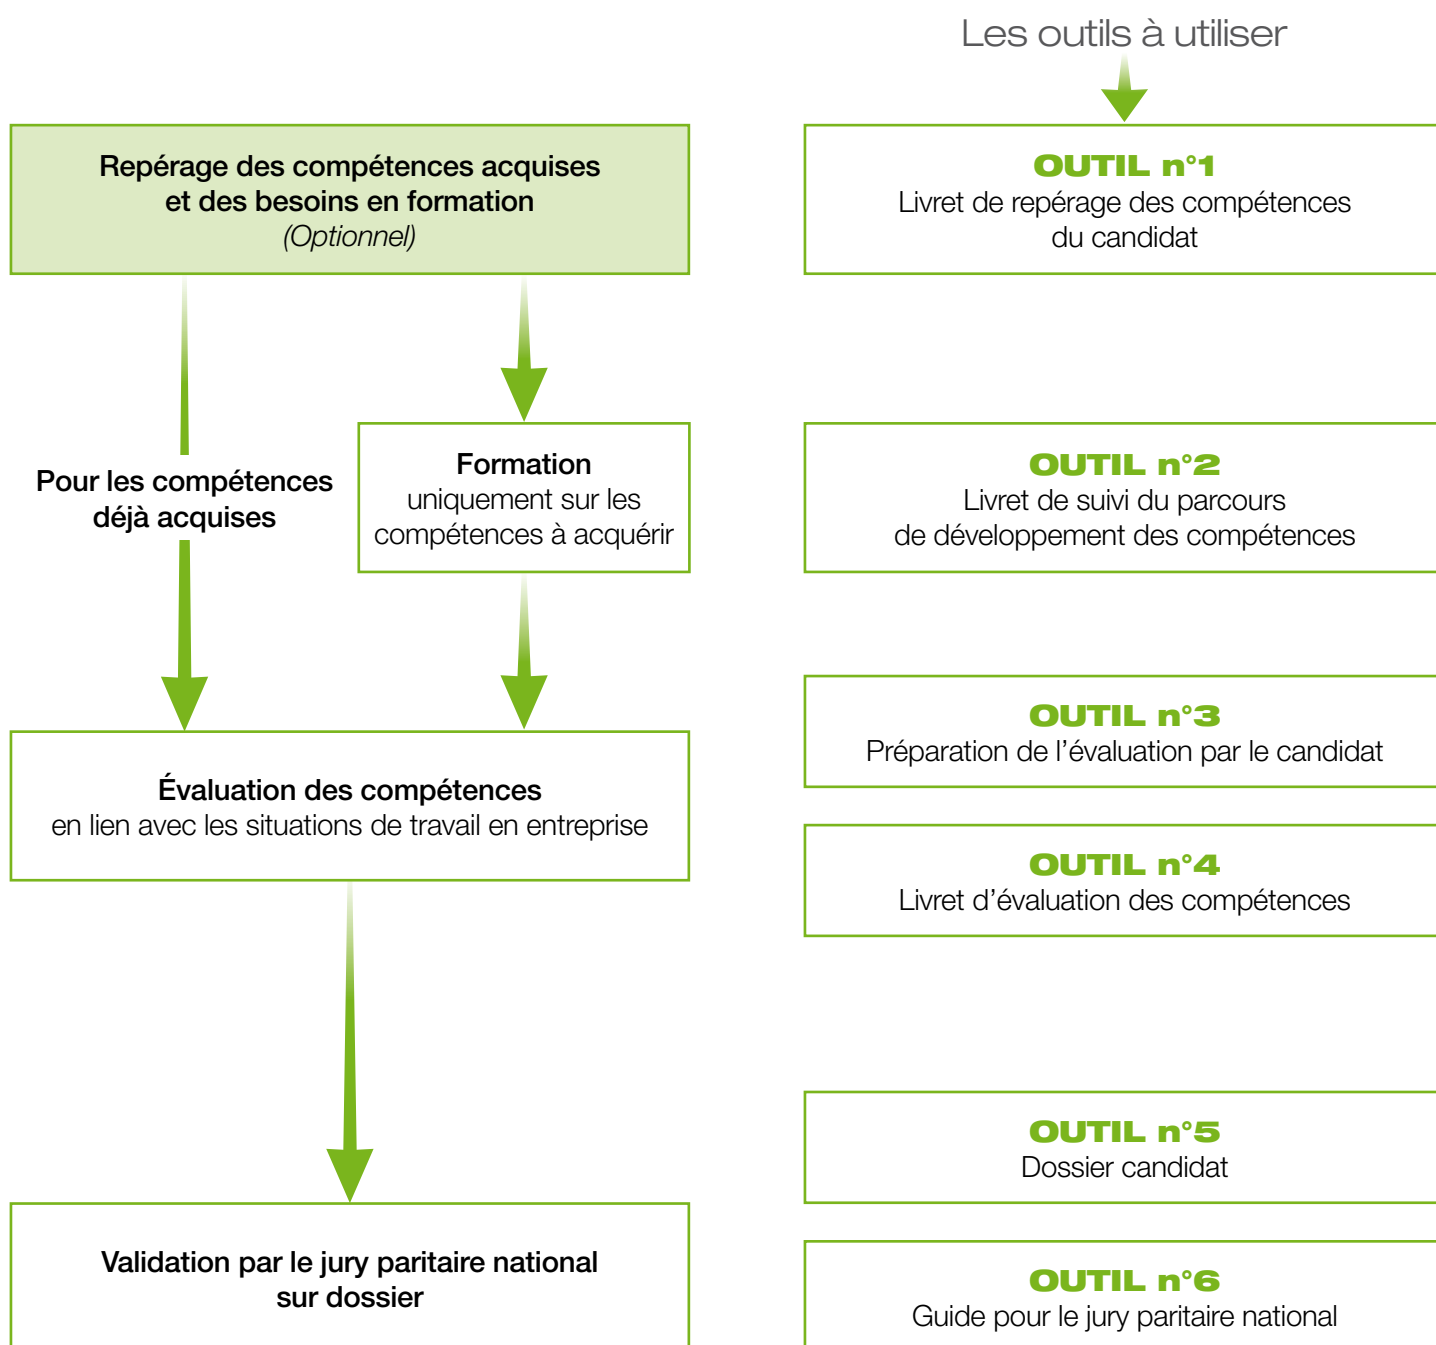 Les outils à utiliser
Repérage des compétences acquises
et des besoins en formation
(Optionnel)
OUTIL n°1
Livret de repérage des compétences
du candidat
Pour les compétences
déjà acquises
Formation
uniquement sur les
compétences à acquérir
OUTIL n°2
Livret de suivi du parcours
de développement des compétences
OUTIL n°3
Préparation de l’évaluation par le candidat
Évaluation des compétences
en lien avec les situations de travail en entreprise
OUTIL n°4
Livret d’évaluation des compétences
OUTIL n°5
Dossier candidat
Validation par le jury paritaire national
sur dossier
OUTIL n°6
Guide pour le jury paritaire national